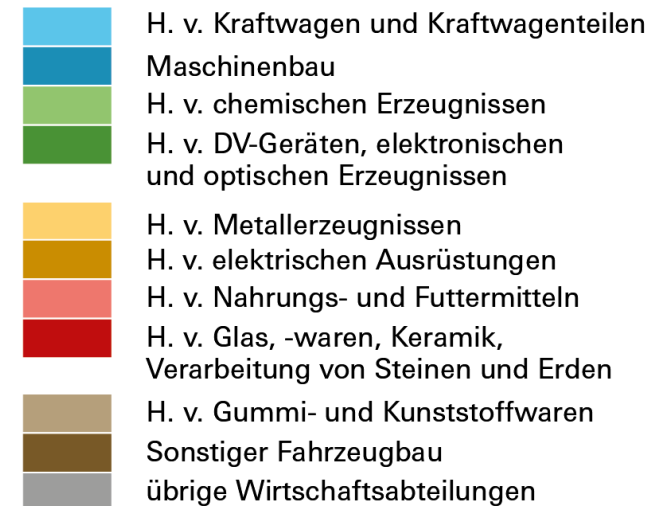 H. v. Kraftwagen und Kraftwagenteilen
Maschinenbau
H. v. chemischen Erzeugnissen
H. v. DV-Geräten, elektronischen
und optischen Erzeugnissen
H. v. Metallerzeugnissen
H. v. elektrischen Ausrüstungen
H. v. Nahrungs- und Futtermitteln
H. v. Glas, -waren, Keramik,
Verarbeitung von Steinen und Erden
H. v. Gummi- und Kunststoffwaren
Sonstiger Fahrzeugbau
übrige Wirtschaftsabteilungen